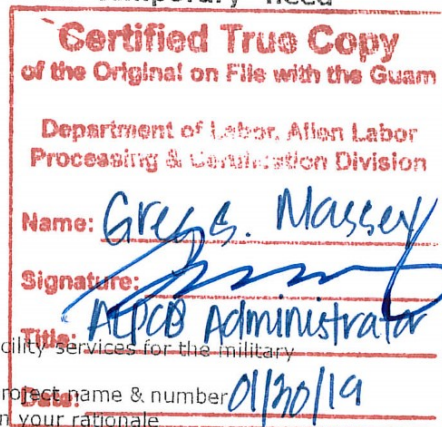 temporary need
Certified True Copy
of the Original on File with the Guam
Department of Labor, Alien Labor
Processing & Certification Division
Name: Greg S. Massey
Signature:
Title: ALPCD Administrator
cility services for the military
roject name & number
Date: 01/30/19
n your rationale